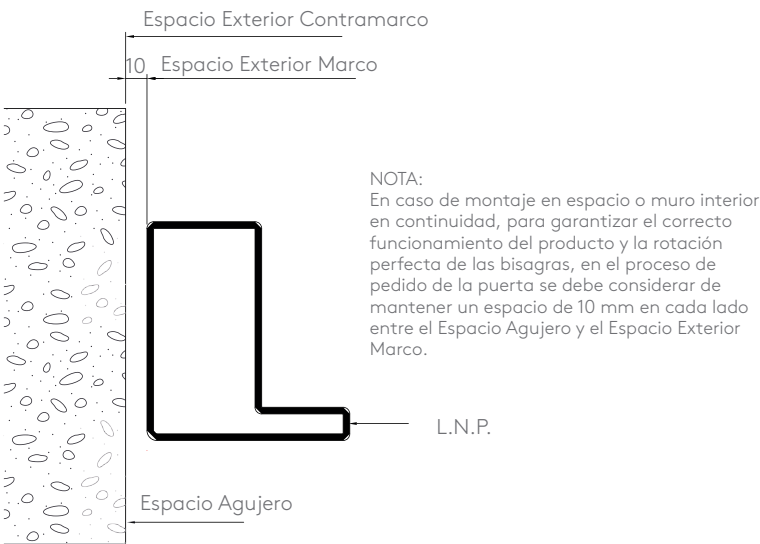 Espacio Exterior Contramarco
10 Espacio Exterior Marco
NOTA:
En caso de montaje en espacio o muro interior
en continuidad, para garantizar el correcto
funcionamiento del producto y la rotación
perfecta de las bisagras, en el proceso de
pedido de la puerta se debe considerar de
mantener un espacio de 10 mm en cada lado
entre el Espacio Agujero y el Espacio Exterior
Marco.
L.N.P.
Espacio Agujero